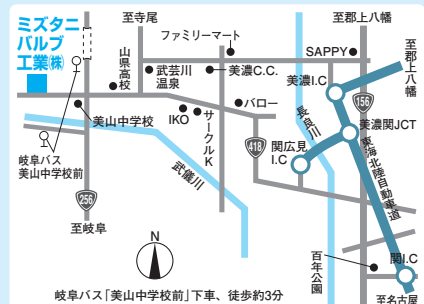 ミズタニ
バルブ
工業㈱
至寺尾
至郡上八幡
ファミリーマート
SAPPY
至郡上八幡
山県高校
武芸川
温泉
美濃C.C.
美濃I.C
156
バロー
美山中学校
IKO
サークルK
長良川
美濃関JCT
418
関広見
I.C
東海北陸自動車道
岐阜バス
美山中学校前
武儀川
256
至岐阜
N
百年公園
関I.C
至名古屋
岐阜バス「美山中学校前」下車、徒歩約3分